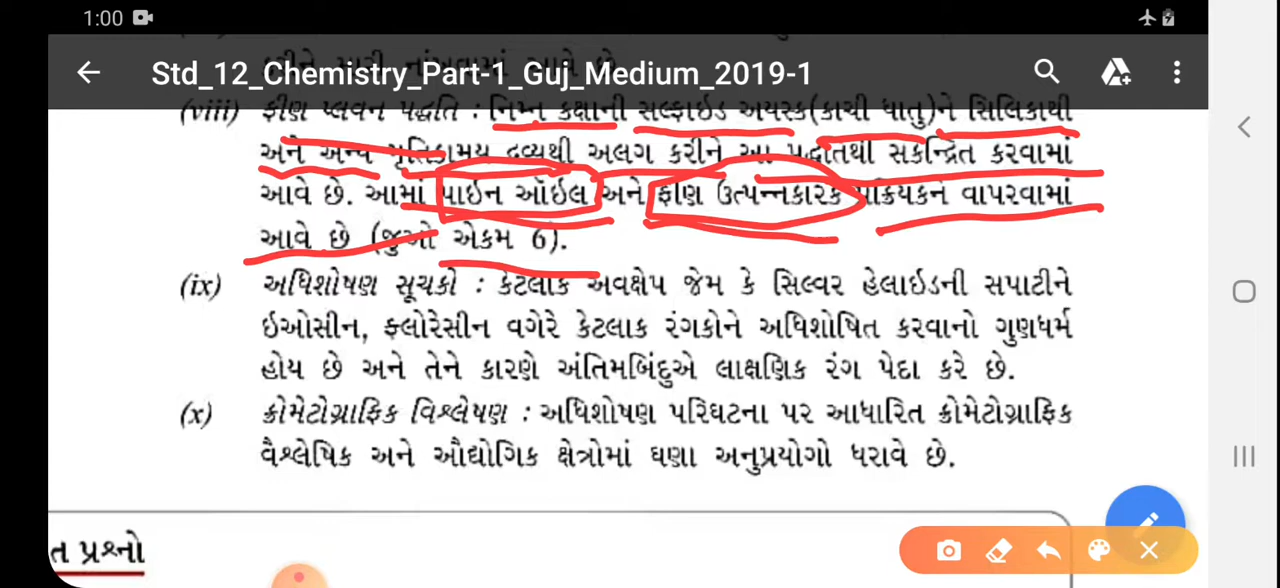 1:00
Std_12_Chemistry_Part-1_Guj_Medium_2019-1
(viii) ફીણ પ્લવન પદ્ધતિ : નિમ્ન કક્ષાની સલ્ફાઇડ અયસ્ક(કાચી ધાતુ)ને સિલિકાથી
અને અન્ય મૃત્તિકામય દ્રવ્યથી અલગ કરીને આ પદ્ધતિથી સંકેન્દ્રિત કરવામાં
આવે છે. આમાં પાઇન ઑઇલ અને ફીણ ઉત્પન્નકારક પ્રક્રિયકને વાપરવામાં
આવે છે (જુઓ એકમ 6).
(ix) અધિશોષણ સૂચકો : કેટલાક અવક્ષેપ જેમ કે સિલ્વર હેલાઇડની સપાટીને
ઇઓસીન, ફ્લોરેસીન વગેરે કેટલાક રંગકોને અધિશોષિત કરવાનો ગુણધર્મ
હોય છે અને તેને કારણે અંતિમબિંદુએ લાક્ષણિક રંગ પેદા કરે છે.
(x) ક્રોમેટોગ્રાફિક વિશ્લેષણ : અધિશોષણ પરિઘટના પર આધારિત ક્રોમેટોગ્રાફિક
વૈશ્લેષિક અને ઔદ્યોગિક ક્ષેત્રોમાં ઘણા અનુપ્રયોગો ધરાવે છે.
ત પ્રશ્નો